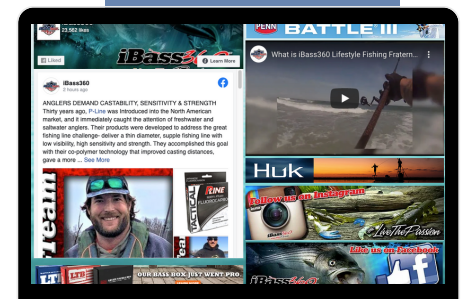 23,562 likes
Liked
iBass360
Learn More
iBass360
3 hours ago
ANGLERS DEMAND CASTABILITY, SENSITIVITY & STRENGTH
Thirty years ago, P-Line was Introduced into the North American
market, and it immediately caught the attention of freshwater and
saltwater anglers. Their products were developed to address the great
fishing line challenge- deliver a thin diameter, supple fishing line with
low visibility, high sensitivity and strength. They accomplished this goal
with their co-polymer technology that improved casting distances,
gave a more ... See More
Team
TACTICAL
P-LINE
FLUOROCARBON
LTB
OUR BASS BOX JUST WENT PRO.
PENN
BATTLE III
What is iBass360 Lifestyle Fishing Fratern...
Huk
Follow us on Instagram
#LiveThePassion
Like us on Facebook
iBass360